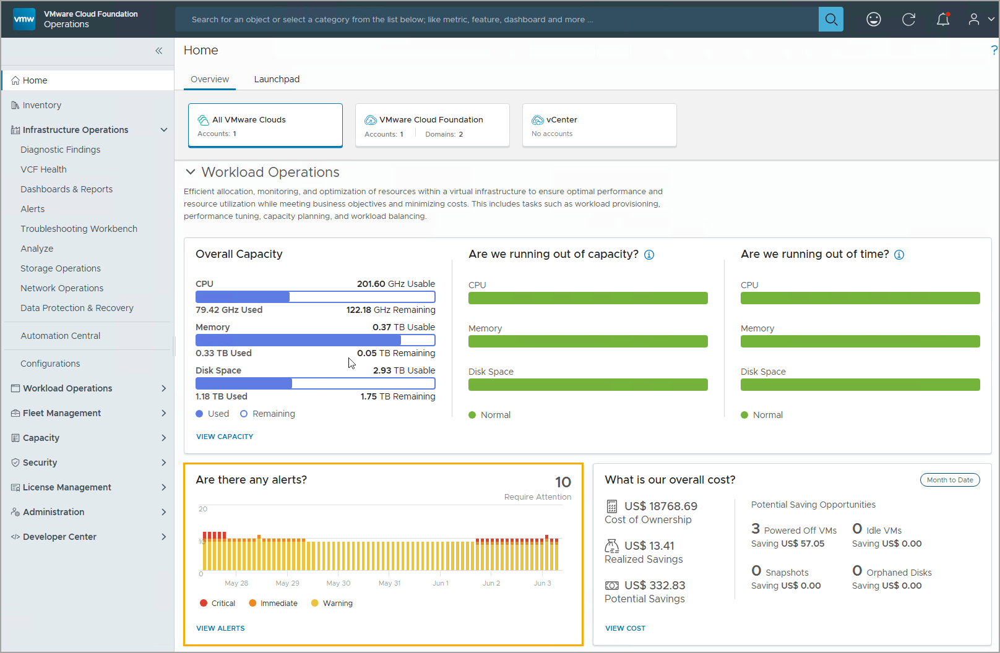 vmw
VMware Cloud Foundation
Operations
Search for an object or select a category from the list below; like metric, feature, dashboard and more ...
Home
?
Overview
Launchpad
Home
Inventory
Infrastructure Operations
Diagnostic Findings
VCF Health
Dashboards & Reports
Alerts
Troubleshooting Workbench
Analyze
Storage Operations
Network Operations
Data Protection & Recovery
Automation Central
Configurations
Workload Operations
Fleet Management
Capacity
Security
License Management
Administration
Developer Center
All VMware Clouds
Accounts: 1
VMware Cloud Foundation
Accounts: 1
Domains: 2
vCenter
No accounts
Workload Operations
Efficient allocation, monitoring, and optimization of resources within a virtual infrastructure to ensure optimal performance and
resource utilization while meeting business objectives and minimizing costs. This includes tasks such as workload provisioning,
performance tuning, capacity planning, and workload balancing.
Overall Capacity
CPU
201.60 GHz Usable
79.42 GHz Used
122.18 GHz Remaining
Memory
0.37 TB Usable
0.33 TB Used
0.05 TB Remaining
Disk Space
2.93 TB Usable
1.18 TB Used
1.75 TB Remaining
Used
Remaining
VIEW CAPACITY
Are we running out of capacity?
CPU
Memory
Disk Space
Normal
Are we running out of time?
CPU
Memory
Disk Space
Normal
Are there any alerts?
10
Require Attention
20
10
0
May 28
May 29
May 30
May 31
Jun 1
Jun 2
Jun 3
Critical
Immediate
Warning
VIEW ALERTS
What is our overall cost?
Month to Date
US$ 18768.69
Cost of Ownership
US$ 13.41
Realized Savings
US$ 332.83
Potential Savings
Potential Saving Opportunities
3 Powered Off VMs
Saving US$ 57.05
0 Idle VMs
Saving US$ 0.00
0 Snapshots
Saving US$ 0.00
0 Orphaned Disks
Saving US$ 0.00
VIEW COST